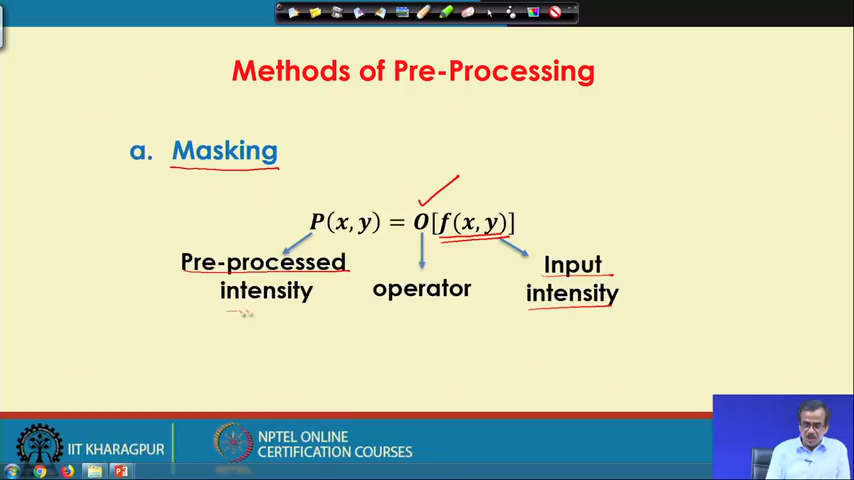 Methods of Pre-Processing
a. Masking
P(x, y) = O[f(x, y)]
Pre-processed intensity
operator
Input intensity
IIT KHARAGPUR
NPTEL ONLINE
CERTIFICATION COURSES